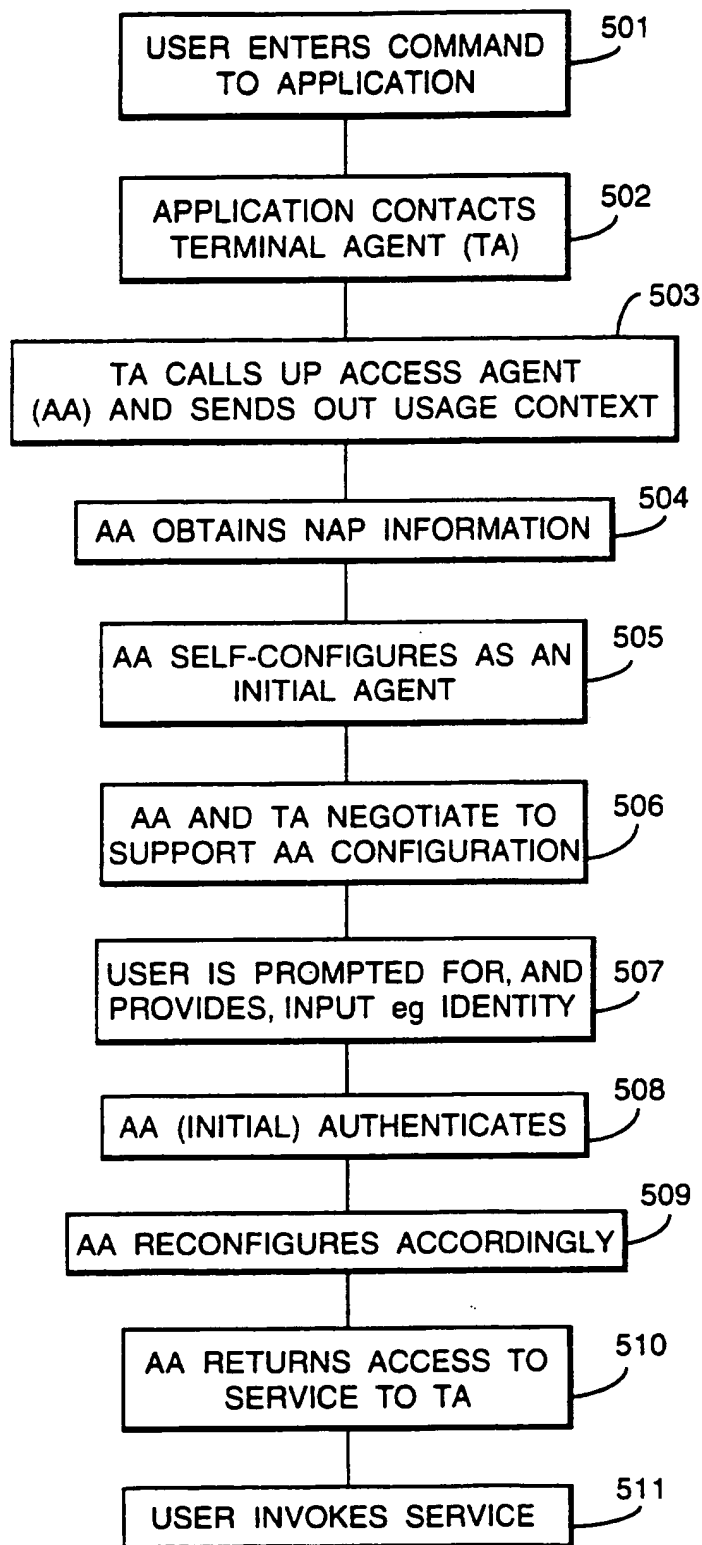 501
USER ENTERS COMMAND
TO APPLICATION
502
APPLICATION CONTACTS
TERMINAL AGENT (TA)
503
TA CALLS UP ACCESS AGENT
(AA) AND SENDS OUT USAGE CONTEXT
504
AA OBTAINS NAP INFORMATION
505
AA SELF-CONFIGURES AS AN
INITIAL AGENT
506
AA AND TA NEGOTIATE TO
SUPPORT AA CONFIGURATION
507
USER IS PROMPTED FOR, AND
PROVIDES, INPUT eg IDENTITY
508
AA (INITIAL) AUTHENTICATES
509
AA RECONFIGURES ACCORDINGLY
510
AA RETURNS ACCESS TO
SERVICE TO TA
511
USER INVOKES SERVICE